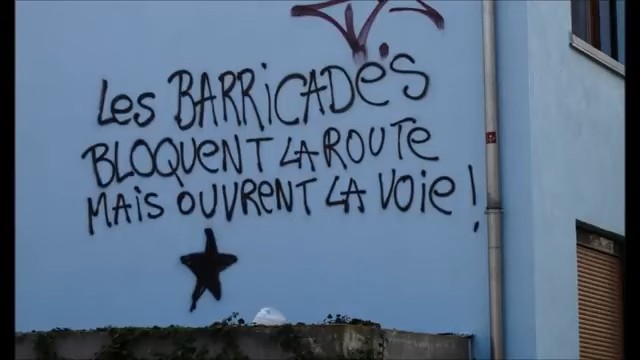 Les BARRiCADeS
BLOQUeNT LA ROUTe
MAiS OUVRENT LA VOie !